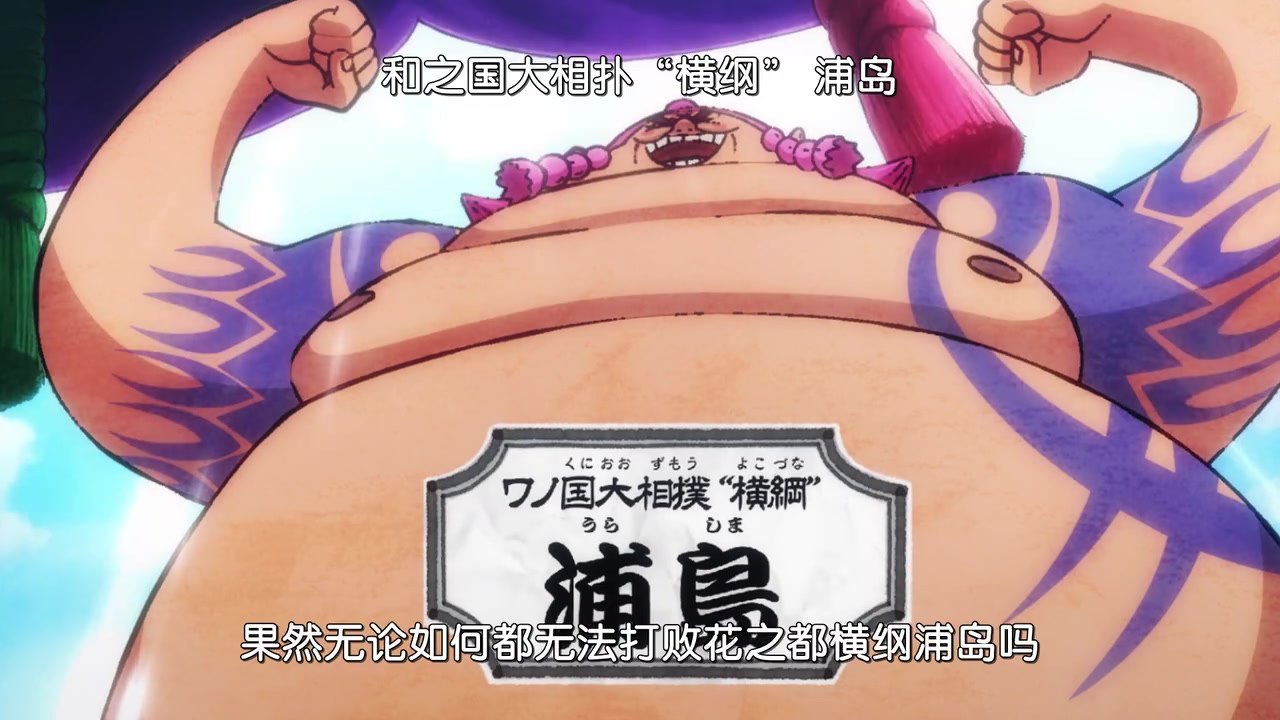 和之国大相扑“横纲” 浦岛
くに おお ずもう よこ づな
ワノ国大相撲“横綱”
うら しま
浦島
果然无论如何都无法打败花之都横纲浦岛吗